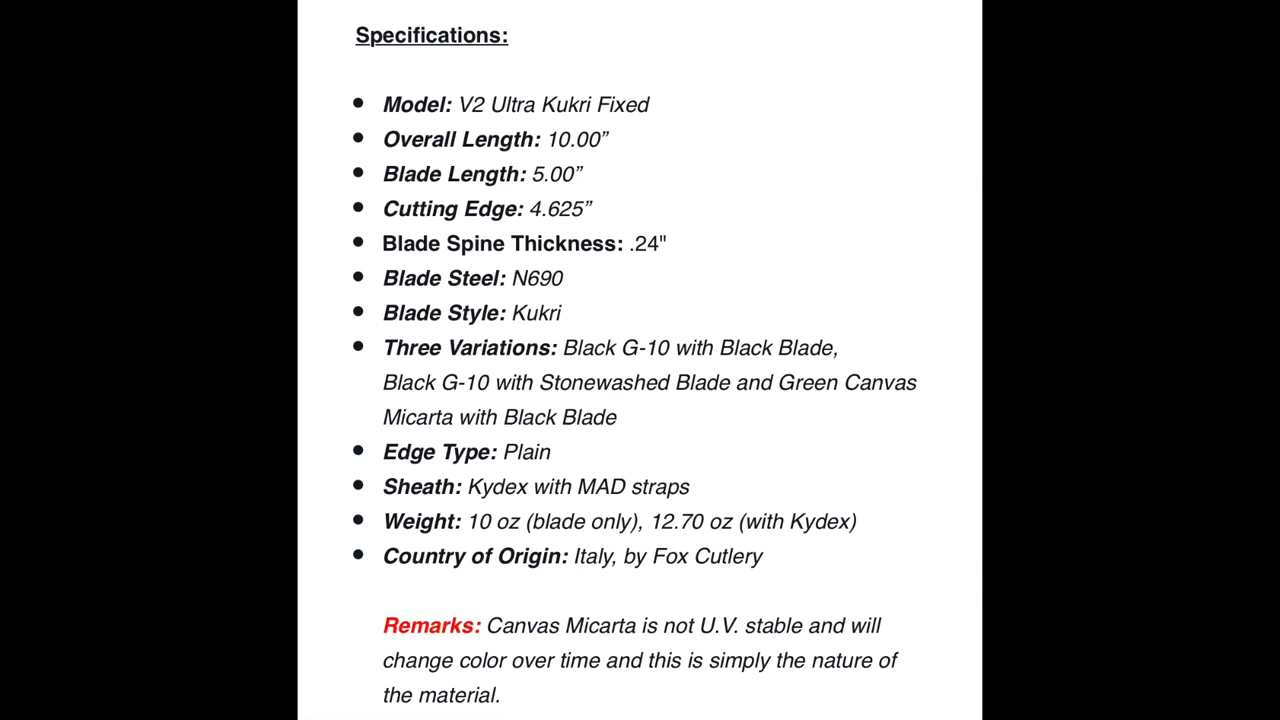 Specifications:
• Model: V2 Ultra Kukri Fixed
• Overall Length: 10.00”
• Blade Length: 5.00”
• Cutting Edge: 4.625”
• Blade Spine Thickness: .24"
• Blade Steel: N690
• Blade Style: Kukri
• Three Variations: Black G-10 with Black Blade,
Black G-10 with Stonewashed Blade and Green Canvas
Micarta with Black Blade
• Edge Type: Plain
• Sheath: Kydex with MAD straps
• Weight: 10 oz (blade only), 12.70 oz (with Kydex)
• Country of Origin: Italy, by Fox Cutlery
Remarks: Canvas Micarta is not U.V. stable and will
change color over time and this is simply the nature of
the material.